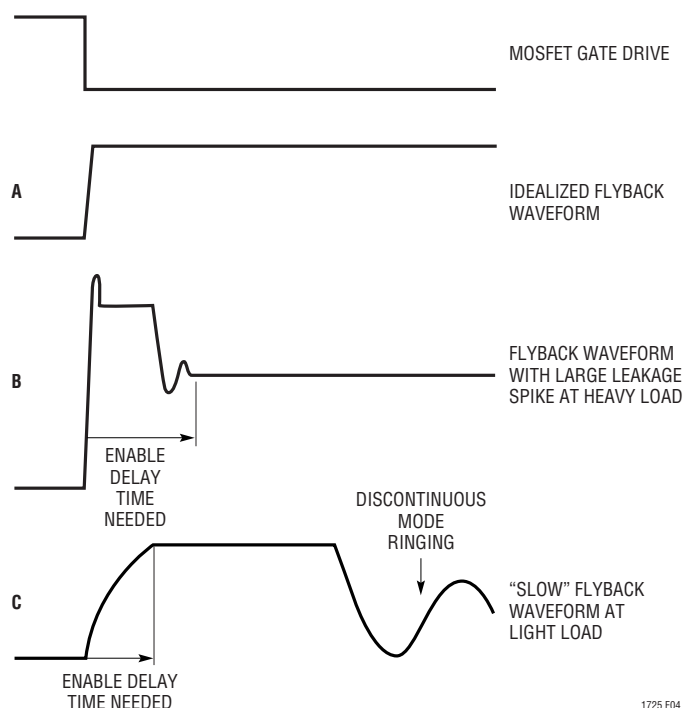 MOSFET GATE DRIVE
A
IDEALIZED FLYBACK
WAVEFORM
B
FLYBACK WAVEFORM
WITH LARGE LEAKAGE
SPIKE AT HEAVY LOAD
ENABLE
DELAY
TIME
NEEDED
DISCONTINUOUS
MODE
RINGING
C
“SLOW” FLYBACK
WAVEFORM AT
LIGHT LOAD
ENABLE DELAY
TIME NEEDED
1725 F04